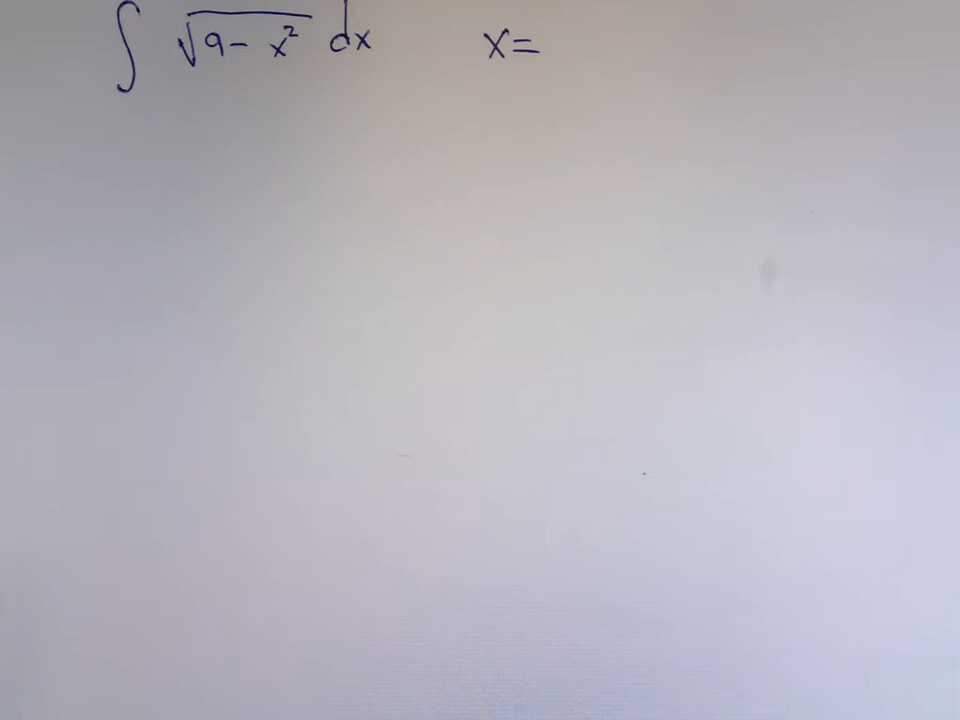 ∫ √(9 - x²) dx    x =